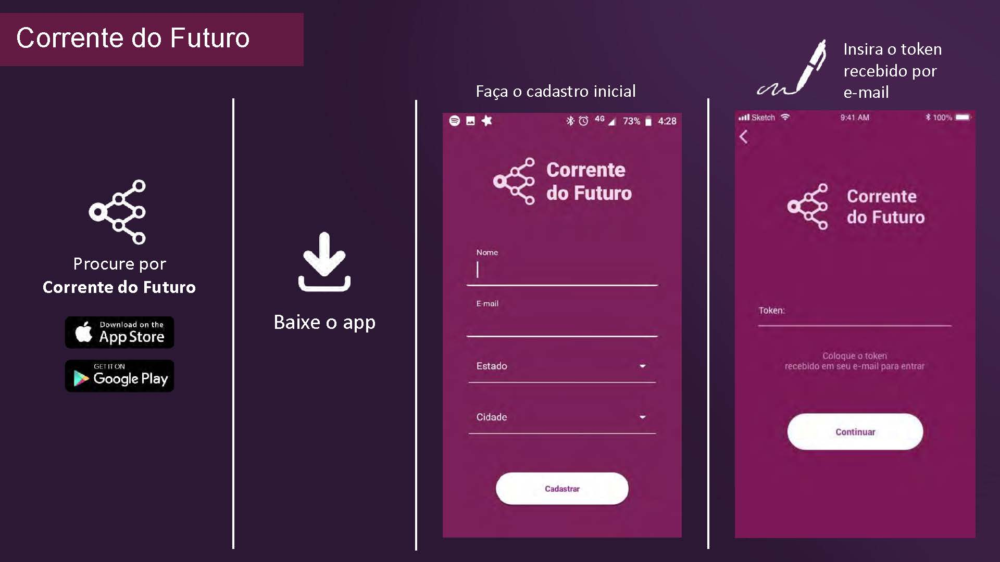 Corrente do Futuro
Procure por
Corrente do Futuro
Download on the
App Store
GET IT ON
Google Play
Baixe o app
Faça o cadastro inicial
4G 73% 4:28
Corrente
do Futuro
Nome
E-mail
Estado
Cidade
Cadastrar
Insira o token
recebido por
e-mail
Sketch 9:41 AM 100%
Corrente
do Futuro
Token:
Coloque o token
recebido em seu e-mail para entrar
Continuar